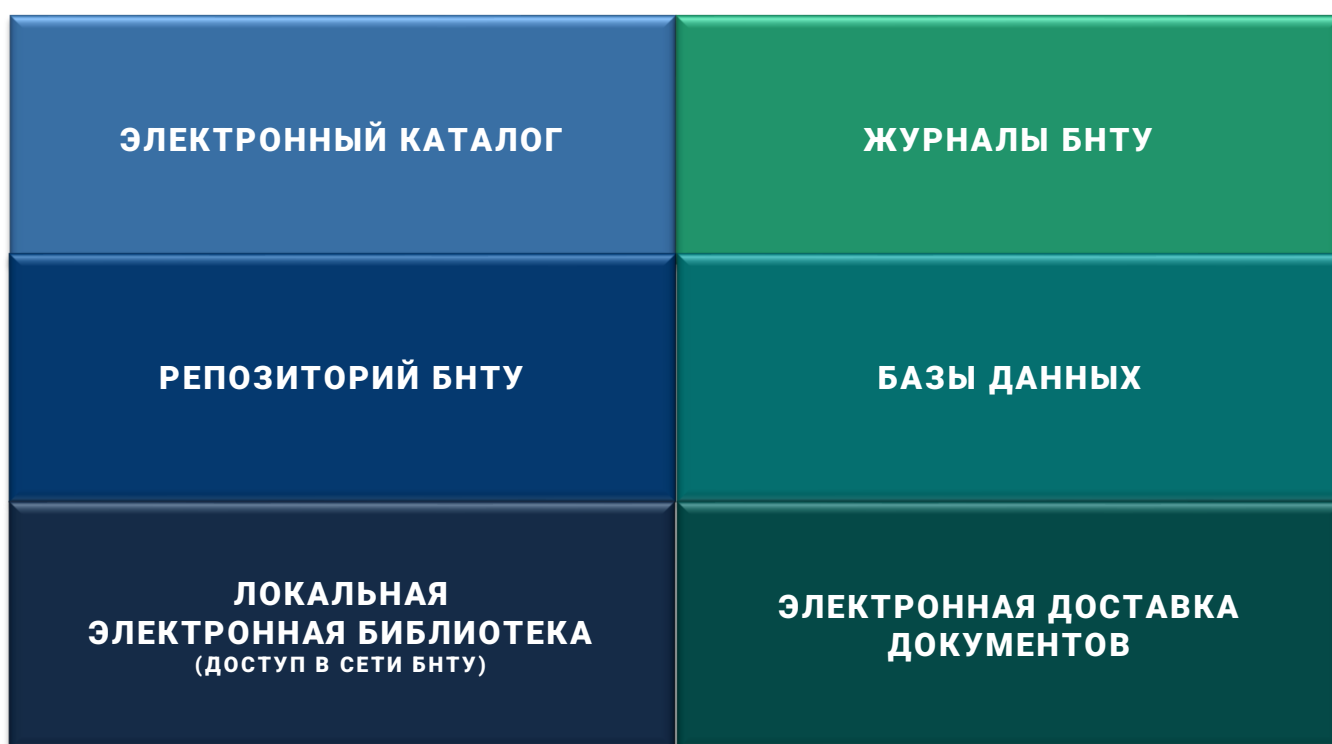 ЭЛЕКТРОННЫЙ КАТАЛОГ
ЖУРНАЛЫ БНТУ
РЕПОЗИТОРИЙ БНТУ
БАЗЫ ДАННЫХ
ЛОКАЛЬНАЯ
ЭЛЕКТРОННАЯ БИБЛИОТЕКА
(ДОСТУП В СЕТИ БНТУ)
ЭЛЕКТРОННАЯ ДОСТАВКА
ДОКУМЕНТОВ